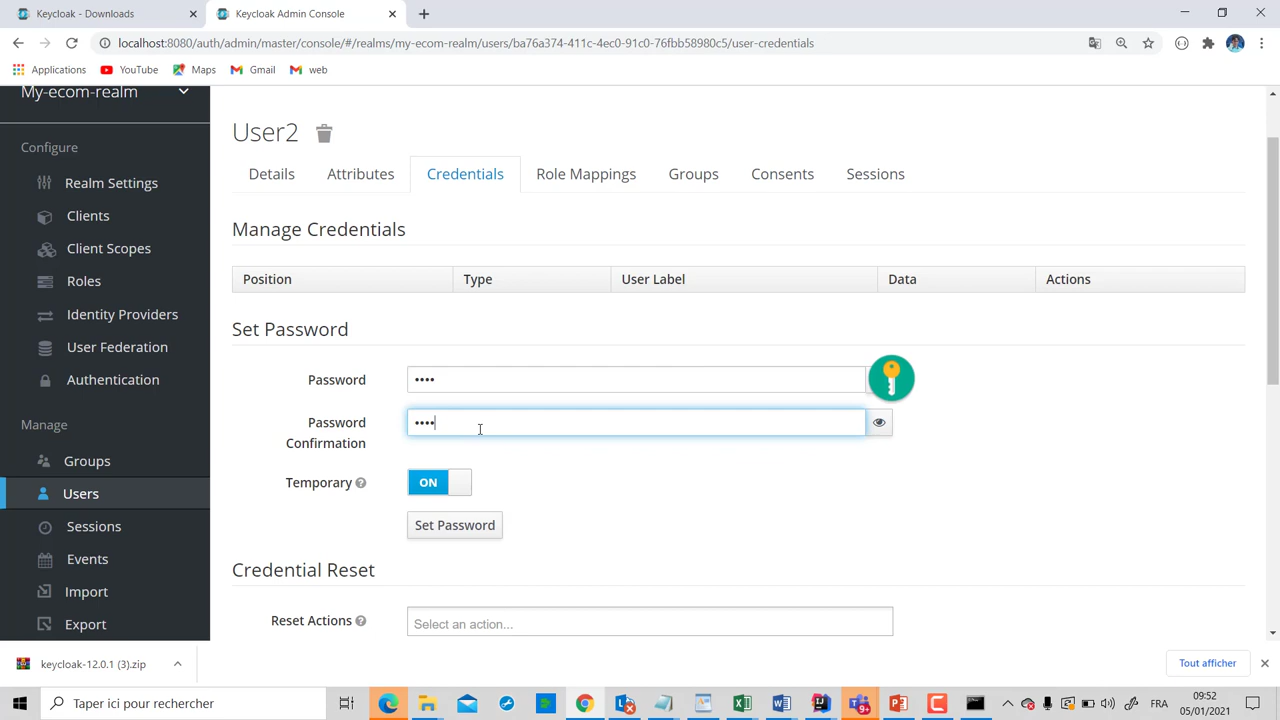 Keycloak - Downloads
Keycloak Admin Console
localhost:8080/auth/admin/master/console/#/realms/my-ecom-realm/users/ba76a374-411c-4ec0-91c0-76fbb58980c5/user-credentials
Applications YouTube Maps Gmail web
My-ecom-realm
Configure
Realm Settings
Clients
Client Scopes
Roles
Identity Providers
User Federation
Authentication
Manage
Groups
Users
Sessions
Events
Import
Export
User2
Details Attributes Credentials Role Mappings Groups Consents Sessions
Manage Credentials
Position Type User Label Data Actions
Set Password
Password ••••
Password Confirmation ••••
Temporary ON
Set Password
Credential Reset
Reset Actions Select an action...
keycloak-12.0.1 (3).zip
Tout afficher
Taper ici pour rechercher
9+
FRA
09:52
05/01/2021